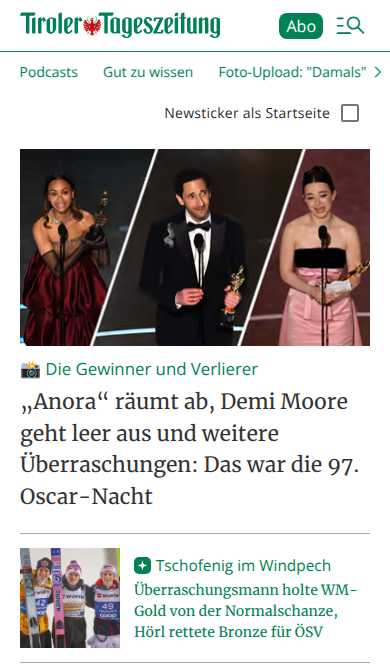 Tiroler Tageszeitung
Abo
Podcasts Gut zu wissen Foto-Upload: "Damals"
Newsticker als Startseite
Die Gewinner und Verlierer
„Anora“ räumt ab, Demi Moore
geht leer aus und weitere
Überraschungen: Das war die 97.
Oscar-Nacht
Tschofenig im Windpech
Überraschungsmann holte WM-
Gold von der Normalschanze,
Hörl rettete Bronze für ÖSV